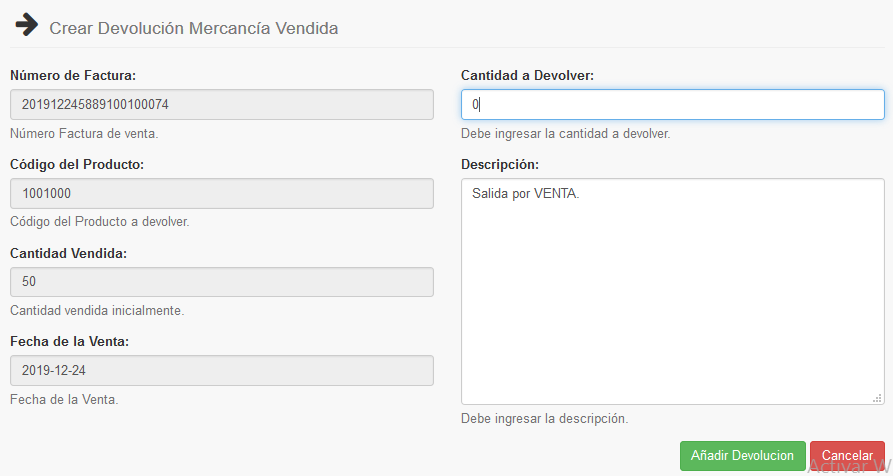 Crear Devolución Mercancía Vendida
Número de Factura:
201912245889100100074
Número Factura de venta.
Código del Producto:
1001000
Código del Producto a devolver.
Cantidad Vendida:
50
Cantidad vendida inicialmente.
Fecha de la Venta:
2019-12-24
Fecha de la Venta.
Cantidad a Devolver:
0
Debe ingresar la cantidad a devolver.
Descripción:
Salida por VENTA.
Debe ingresar la descripción.
Añadir Devolucion
Cancelar
Activar W